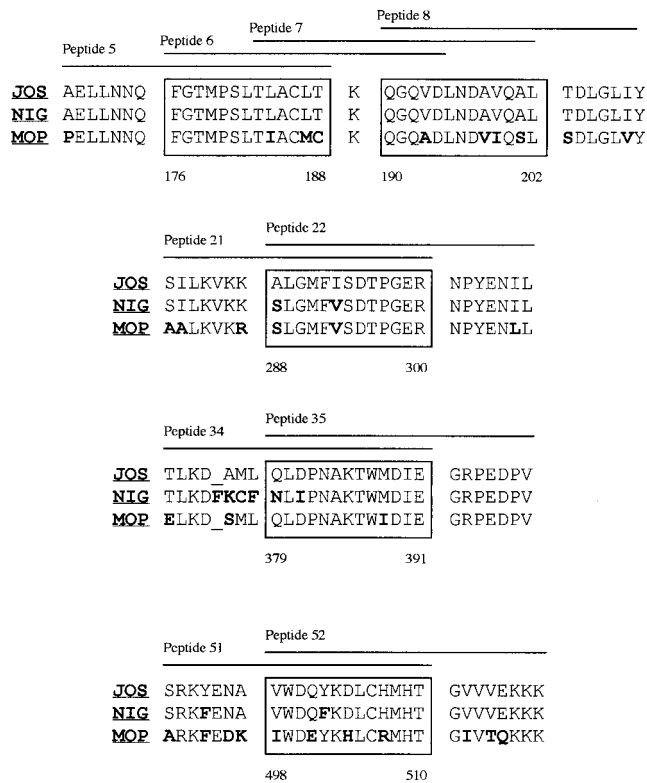 Peptide 8
Peptide 7
Peptide 6
Peptide 5
JOS AELLNNQ FGTMPSLTLACLT K QGQVDLNDAVQAL TDLGLIY
NIG AELLNNQ FGTMPSLTLACLT K QGQVDLNDAVQAL TDLGLIY
MOP PELLNNQ FGTMPSLTIACMC K QGQADLNDVIQSL SDLGLVY
176 188 190 202
Peptide 22
Peptide 21
JOS SILKVKK ALGMFISDTPGER NPYENIL
NIG SILKVKK SLGMFVSDTPGER NPYENIL
MOP AALKVKR SLGMFVSDTPGER NPYENLL
288 300
Peptide 35
Peptide 34
JOS TLKD_AML QLDPNAKTWMDIE GRPEDPV
NIG TLKDFKCF NLIPNAKTWMDIE GRPEDPV
MOP ELKD_SML QLDPNAKTWIDIE GRPEDPV
379 391
Peptide 52
Peptide 51
JOS SRKYENA VWDQYKDLCHMHT GVVVEKKK
NIG SRKFENA VWDQFKDLCHMHT GVVVEKKK
MOP ARKFEDK IWDEYKHLCRMHT GIVTQKKK
498 510